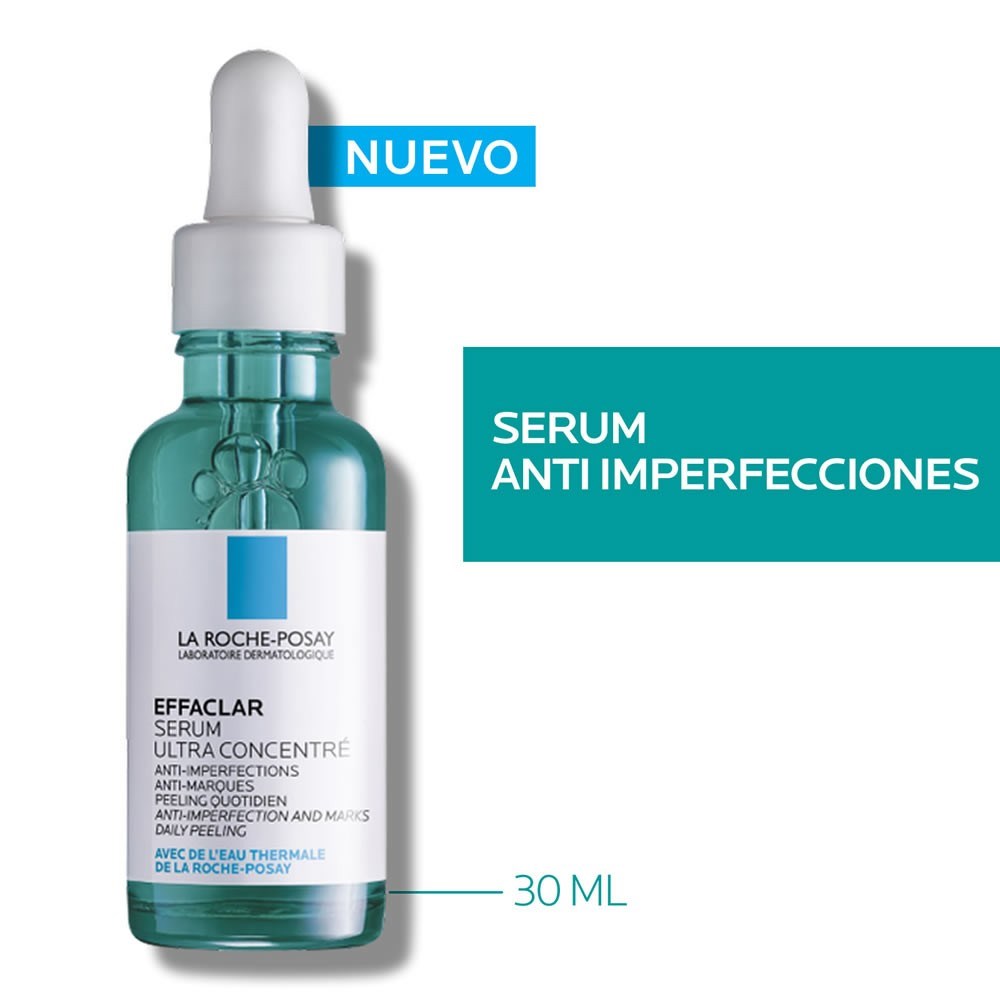 NUEVO
SERUM
ANTI IMPERFECCIONES
LA ROCHE-POSAY
LABORATOIRE DERMATOLOGIQUE
EFFACLAR
SERUM
ULTRA CONCENTRÉ
ANTI-IMPERFECTIONS
ANTI-MARQUES
PEELING QUOTIDIEN
ANTI-IMPERFECTION AND MARKS
DAILY PEELING
AVEC DE L'EAU THERMALE
DE LA ROCHE-POSAY
30 ML